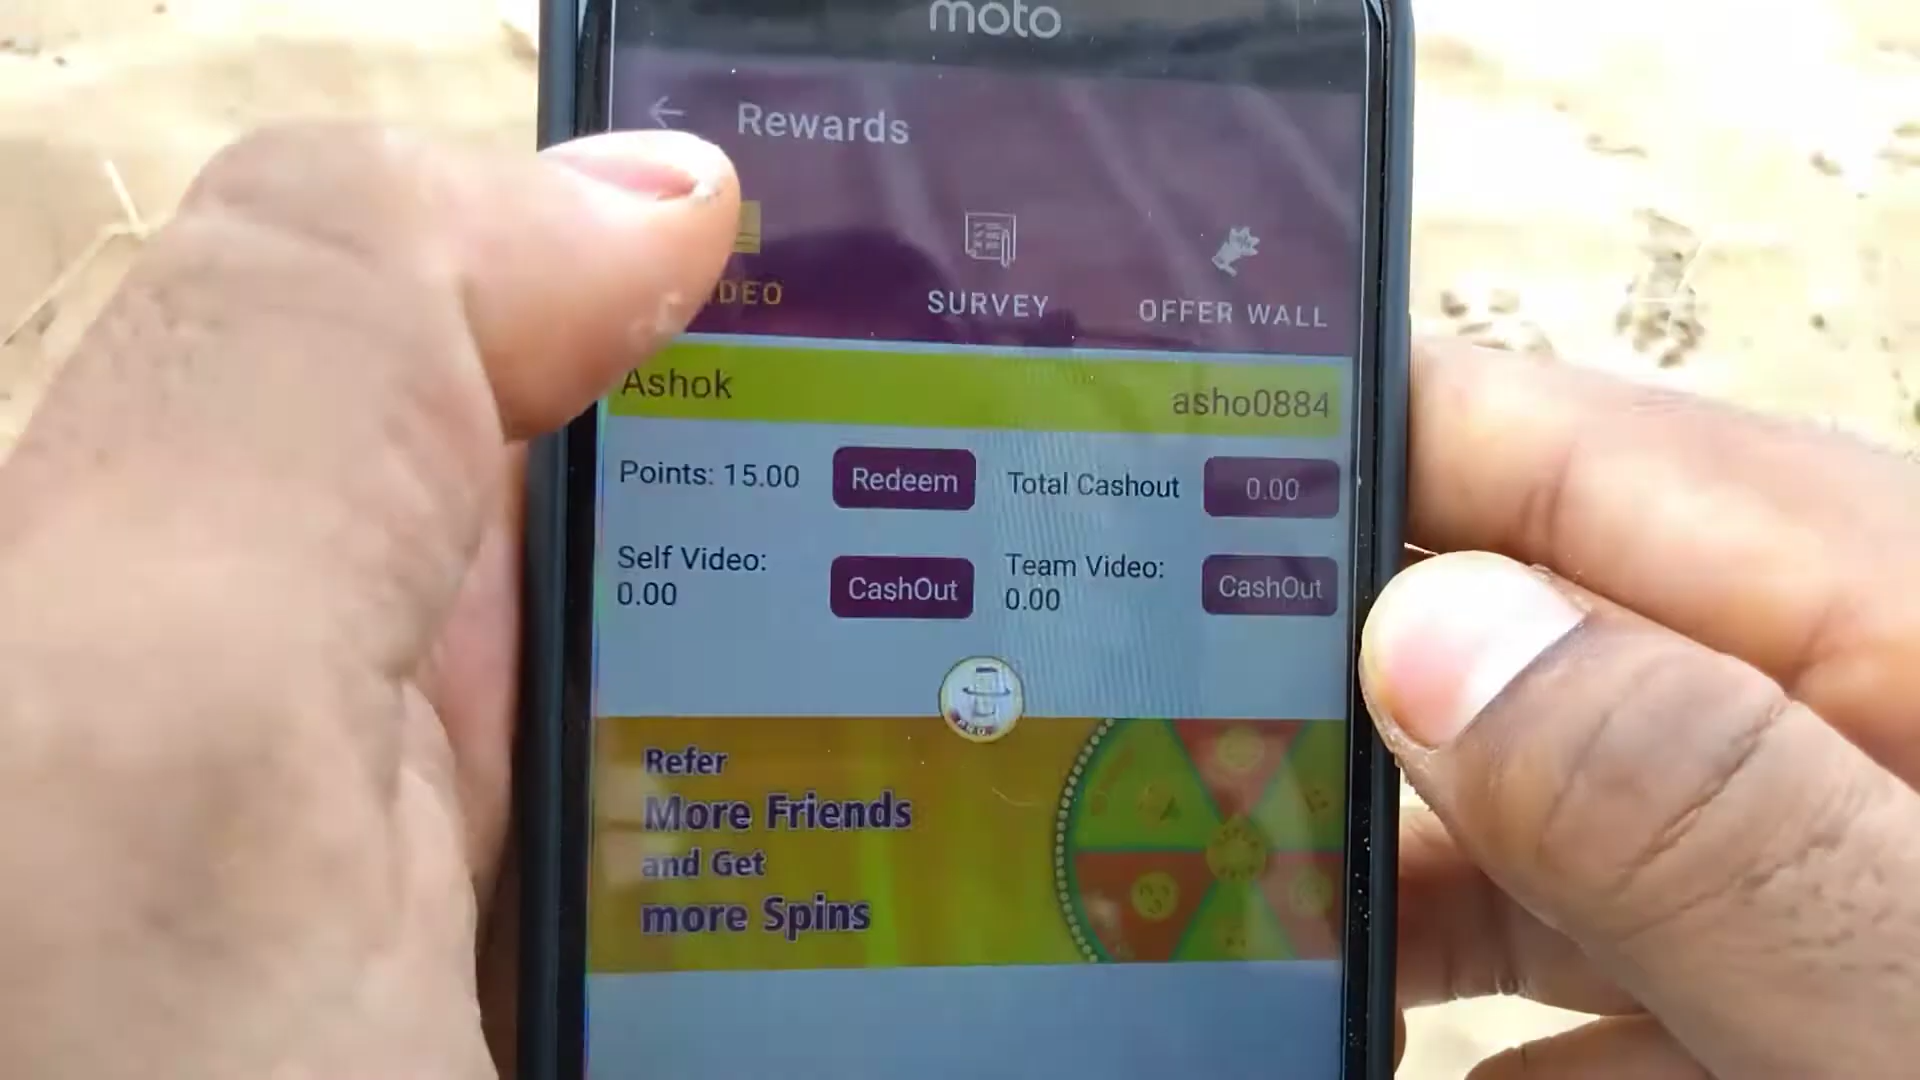 moto
Rewards
IDEO
SURVEY
OFFER WALL
Ashok
asho0884
Points: 15.00
Redeem
Total Cashout
0.00
Self Video:
0.00
CashOut
Team Video:
0.00
CashOut
Refer
More Friends
and Get
more Spins